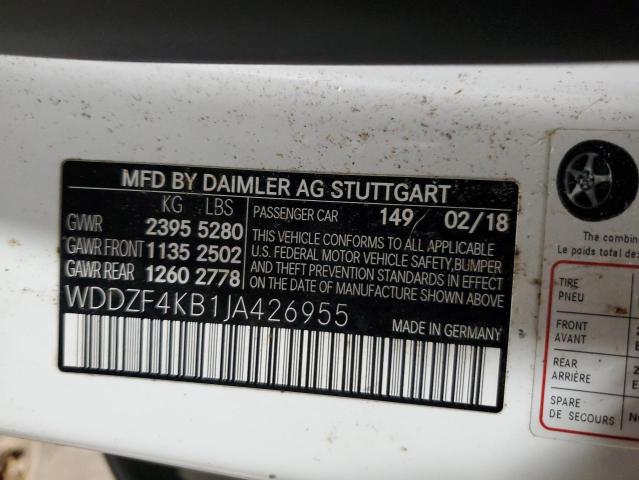 MFD BY DAIMLER AG STUTTGART
KG LBS
GVWR 2395 5280
GAWR FRONT 1135 2502
GAWR REAR 1260 2778
PASSENGER CAR 149 02/18
THIS VEHICLE CONFORMS TO ALL APPLICABLE
U.S. FEDERAL MOTOR VEHICLE SAFETY, BUMPER
AND THEFT PREVENTION STANDARDS IN EFFECT ON THE
DATE OF MANUFACTURE SHOWN ABOVE
WDDZF4KB1JA426955
MADE IN GERMANY
The combin
Le poids total de
TIRE
PNEU
FRONT
AVANT
REAR
ARRIÈRE
SPARE
DE SECOURS